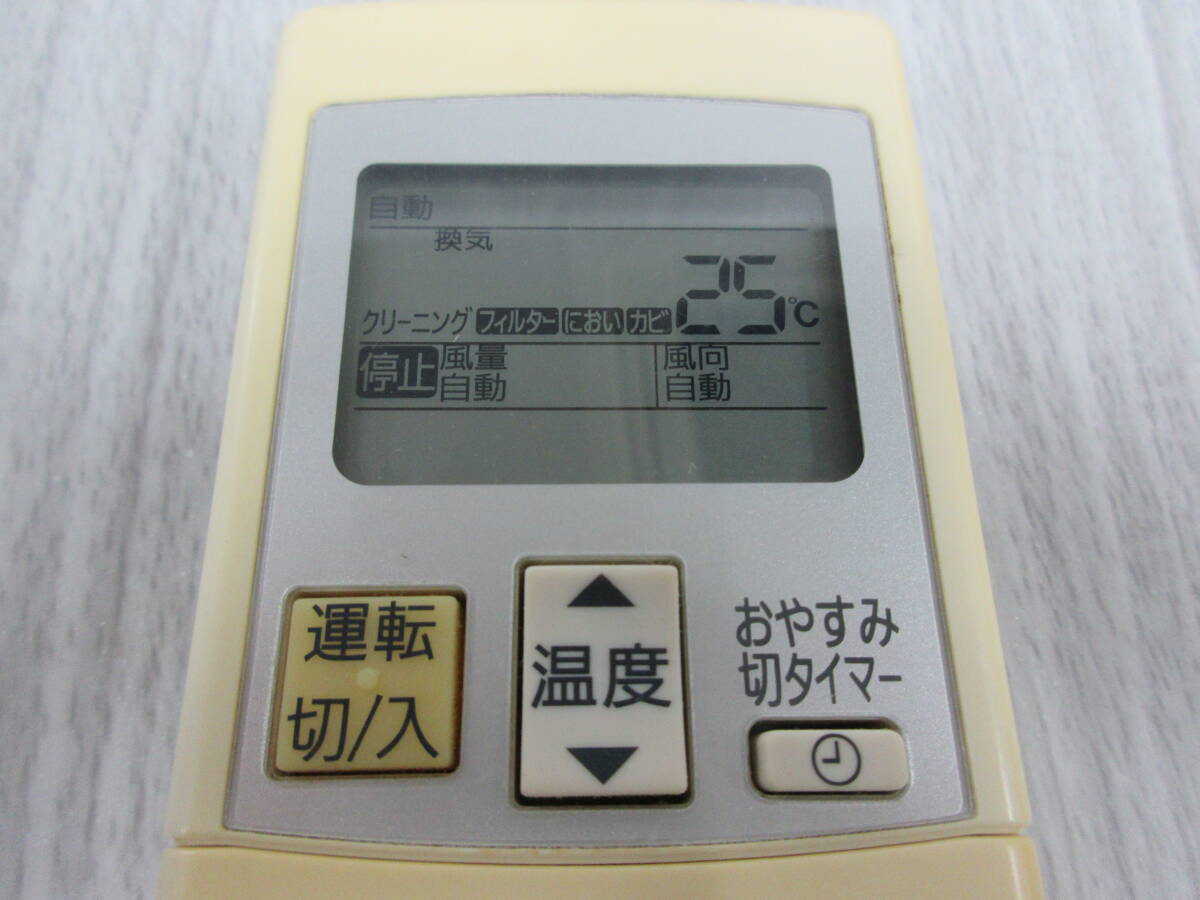 自動
換気
25℃
クリーニング フィルター におい カビ
停止 風量 風向
自動 自動
運転
切/入
温度
おやすみ
切タイマー